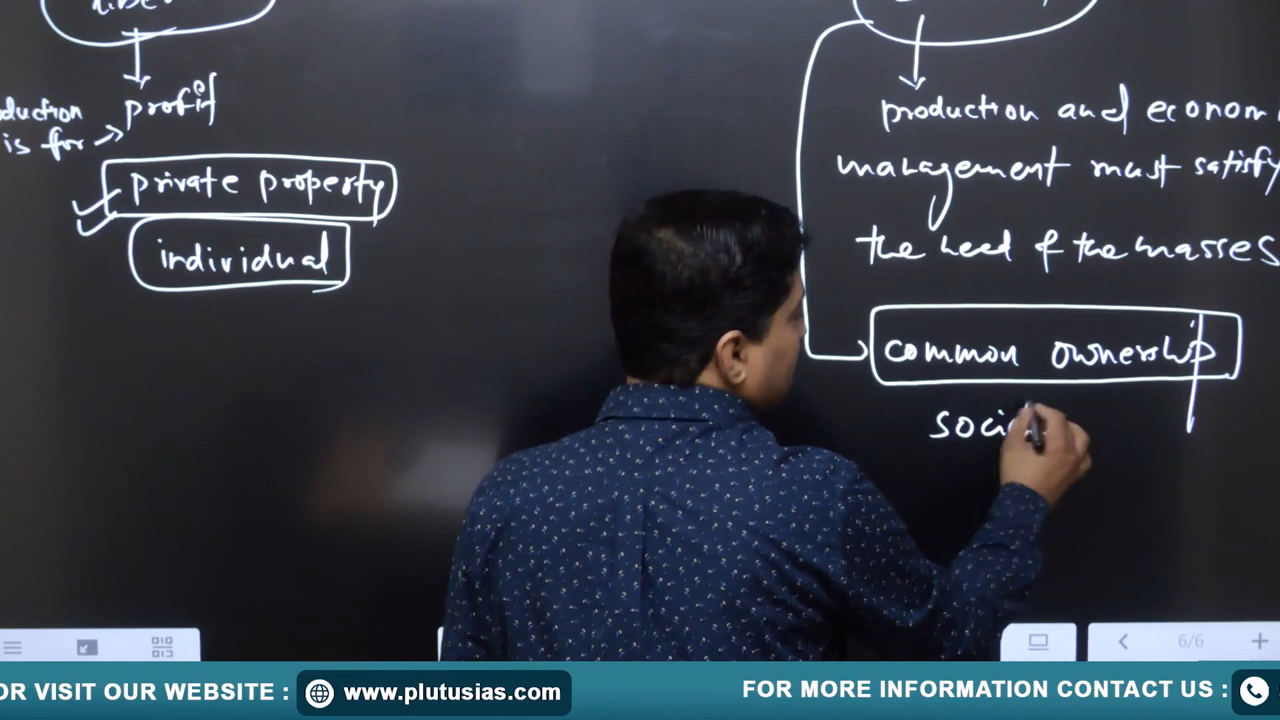 profit
is for
private property
individual
production and econom
management must satisfy
the need of the masses
common ownership
soci
6/6
OR VISIT OUR WEBSITE : www.plutusias.com
FOR MORE INFORMATION CONTACT US :